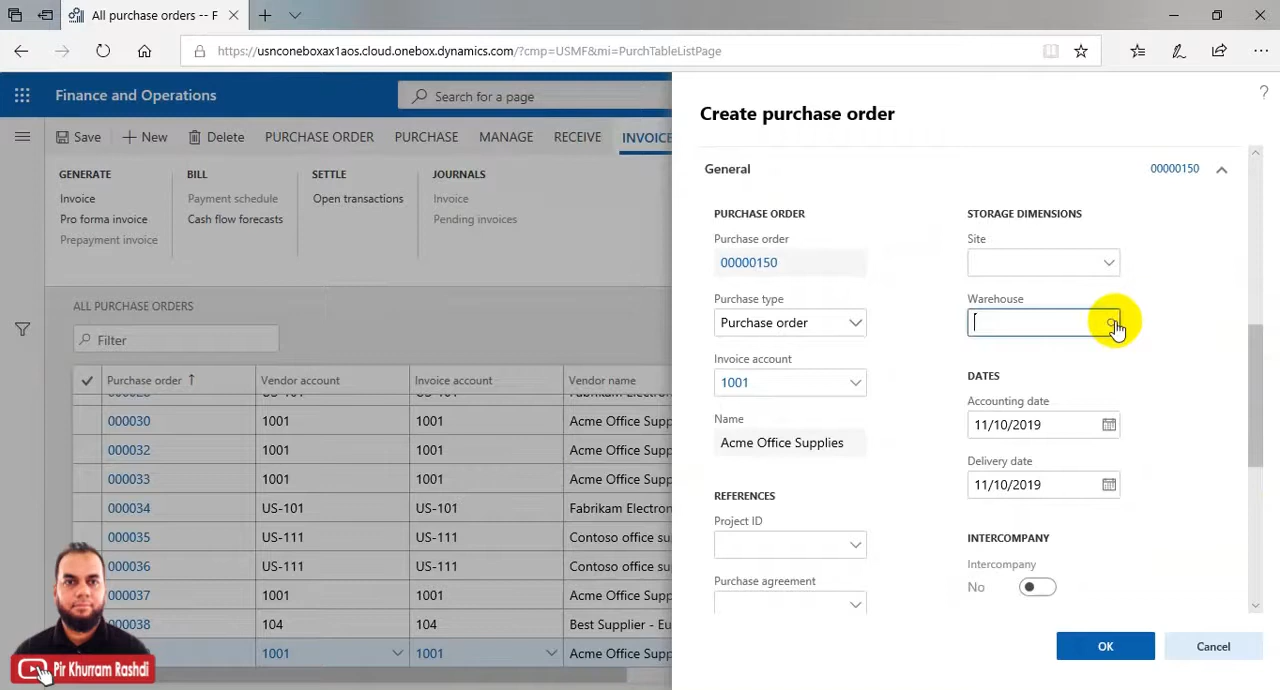 All purchase orders -- F
https://usnconeboxax1aos.cloud.onebox.dynamics.com/?cmp=USMF&mi=PurchTableListPage
Finance and Operations
Search for a page
Save
New
Delete
PURCHASE ORDER
PURCHASE
MANAGE
RECEIVE
INVOICE
GENERATE
Invoice
Pro forma invoice
Prepayment invoice
BILL
Payment schedule
Cash flow forecasts
SETTLE
Open transactions
JOURNALS
Invoice
Pending invoices
ALL PURCHASE ORDERS
Filter
Purchase order Vendor account Invoice account Vendor name
000030 1001 1001 Acme Office Supp
000032 1001 1001 Acme Office Supp
000033 1001 1001 Acme Office Supp
000034 US-101 US-101 Fabrikam Electron
000035 US-111 US-111 Contoso office su
000036 US-111 US-111 Contoso office su
000037 1001 1001 Acme Office Supp
000038 104 104 Best Supplier - Eu
1001 1001 Acme Office Supp
Pir Khurram Rashdi
?
Create purchase order
General
00000150
PURCHASE ORDER
Purchase order
00000150
Purchase type
Purchase order
Invoice account
1001
Name
Acme Office Supplies
REFERENCES
Project ID
Purchase agreement
STORAGE DIMENSIONS
Site
Warehouse
DATES
Accounting date
11/10/2019
Delivery date
11/10/2019
INTERCOMPANY
Intercompany
No
OK
Cancel